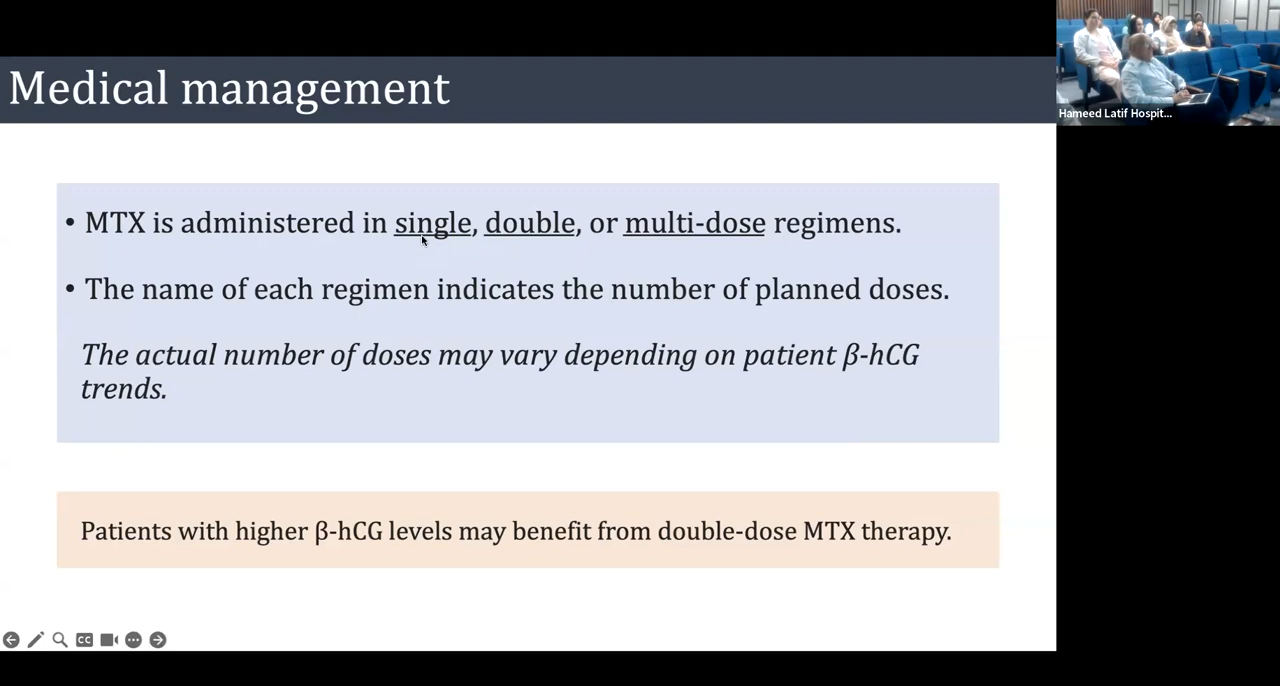 Medical management
• MTX is administered in single, double, or multi-dose regimens.
• The name of each regimen indicates the number of planned doses.
The actual number of doses may vary depending on patient β-hCG
trends.
Patients with higher β-hCG levels may benefit from double-dose MTX therapy.
CC
Hameed Latif Hospit...